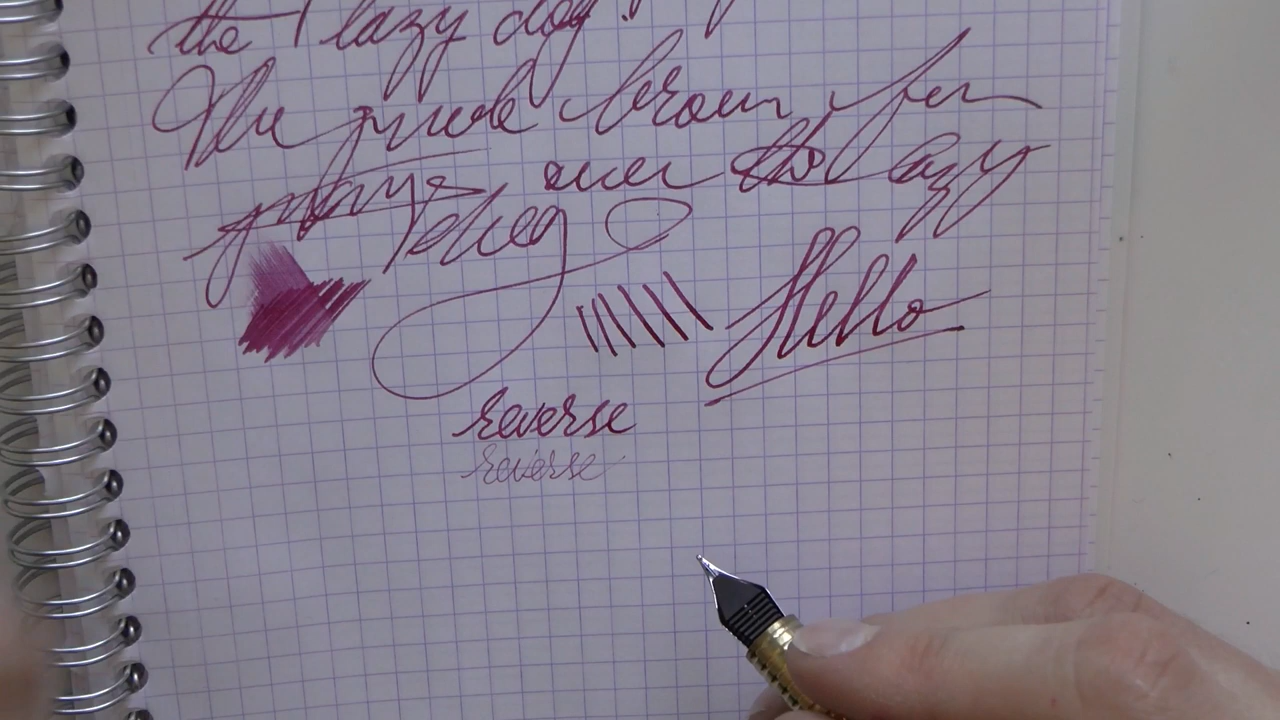 the lazy dog.
The quick brown fox
jumps over the lazy
dog
Hello
reverse
reverse